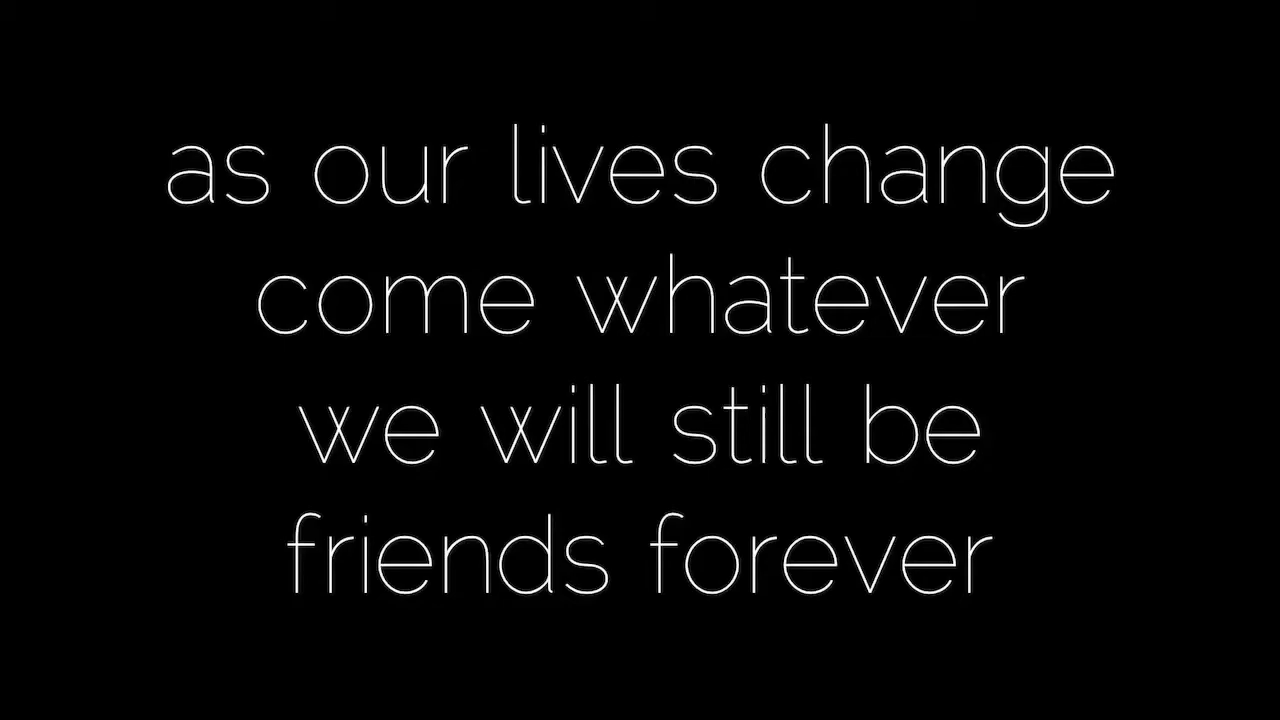 as our lives change
come whatever
we will still be
friends forever